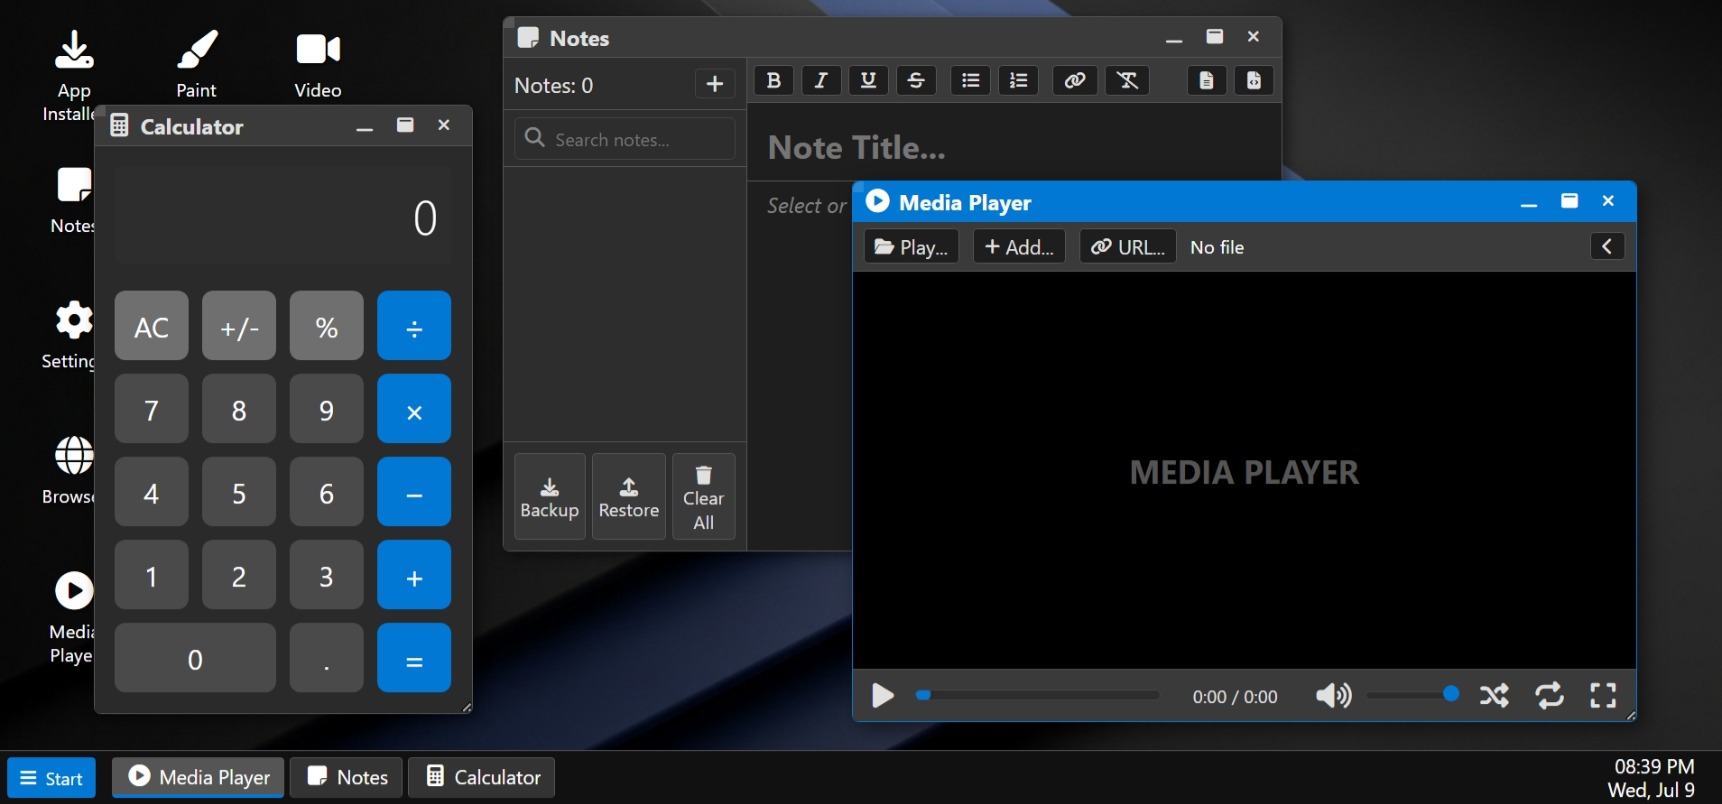 App
Installe
Paint
Video
Notes
Setting
Browse
Media
Playe
Calculator
0
AC +/- % ÷
7 8 9 ×
4 5 6 −
1 2 3 +
0 . =
Notes
Notes: 0
+
Search notes...
Backup
Restore
Clear
All
B I U S
Note Title...
Select or
Media Player
Play...
+ Add...
URL...
No file
MEDIA PLAYER
0:00 / 0:00
Start
Media Player
Notes
Calculator
08:39 PM
Wed, Jul 9